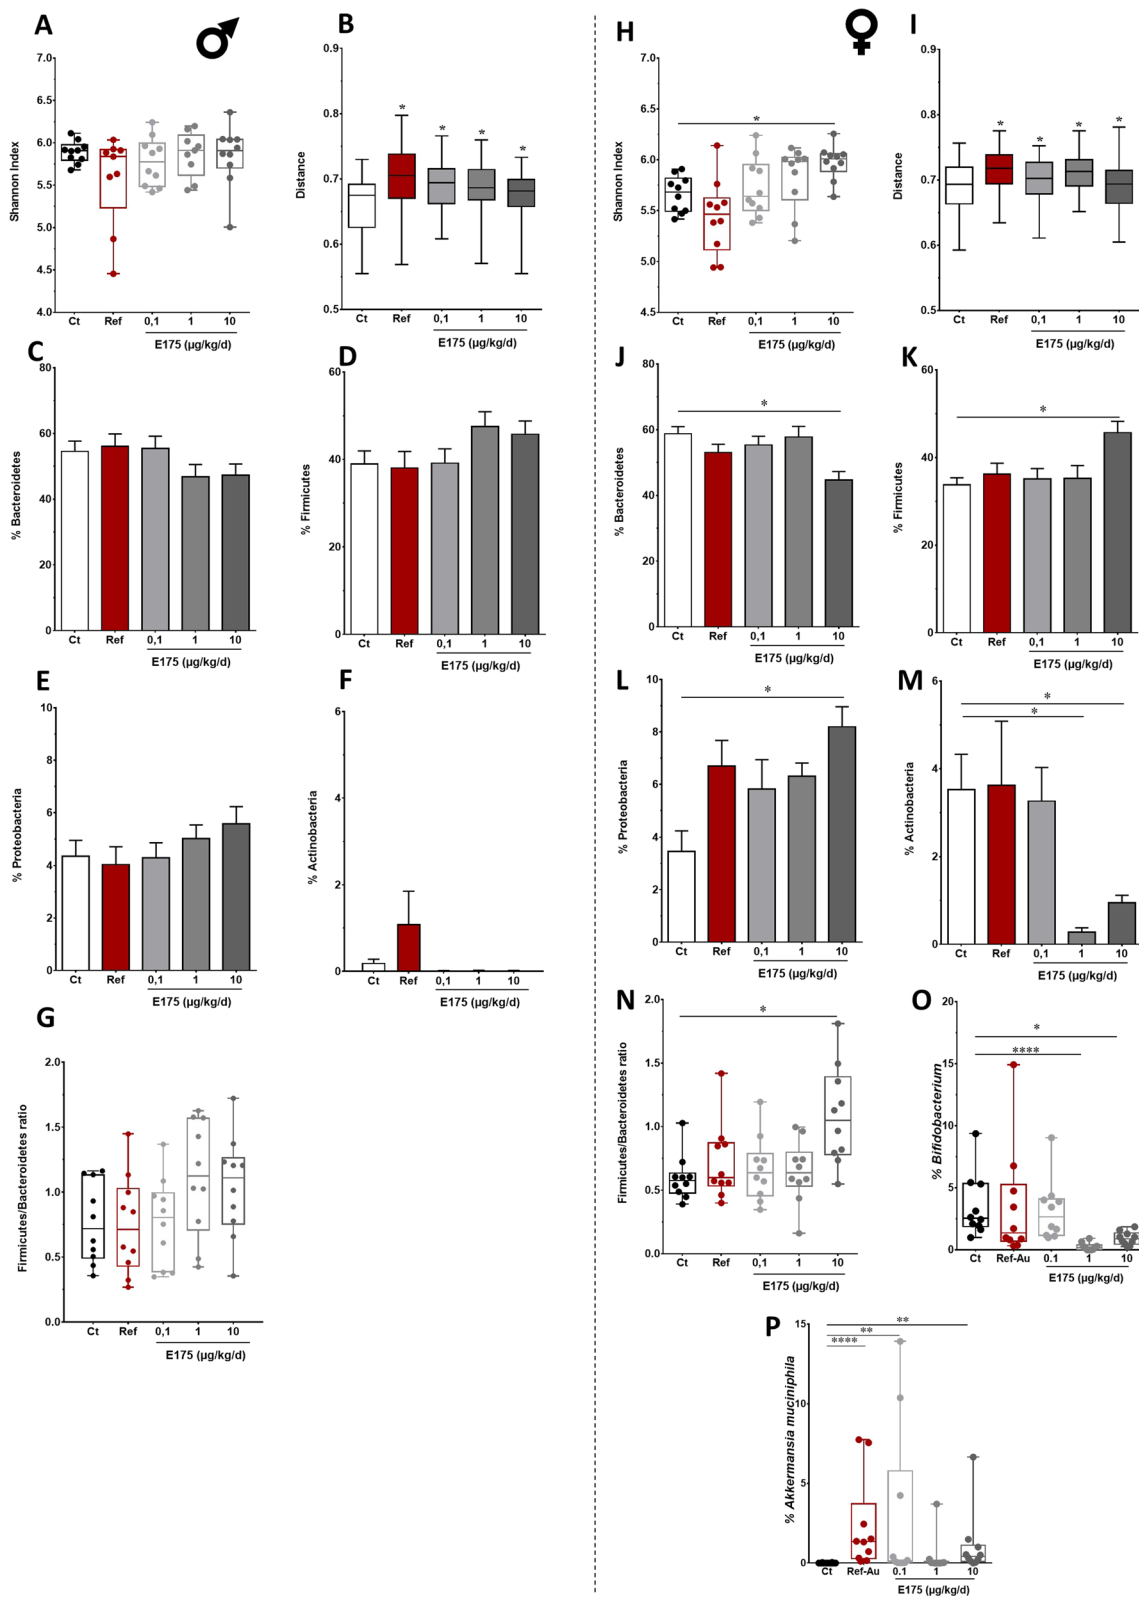 A
B
H
I
7.0
6.5
6.0
5.5
5.0
4.5
4.0
Shannon Index
Ct
Ref
0,1
1
10
E175 (µg/kg/d)
0.9
0.8
0.7
0.6
0.5
Distance
*
*
*
*
Ct
Ref
0,1
1
10
E175 (µg/kg/d)
7.0
6.5
6.0
5.5
5.0
4.5
Shannon Index
*
Ct
Ref
0,1
1
10
E175 (µg/kg/d)
0.9
0.8
0.7
0.6
0.5
Distance
*
*
*
*
Ct
Ref
0,1
1
10
E175 (µg/kg/d)
C
D
J
K
80
60
40
20
0
% Bacteroidetes
Ct
Ref
0,1
1
10
E175 (µg/kg/d)
60
40
20
0
% Firmicutes
Ct
Ref
0,1
1
10
E175 (µg/kg/d)
80
60
40
20
0
% Bacteroidetes
*
Ct
Ref
0,1
1
10
E175 (µg/kg/d)
60
40
20
0
% Firmicutes
*
Ct
Ref
0,1
1
10
E175 (µg/kg/d)
E
F
L
M
10
8
6
4
2
0
% Proteobacteria
Ct
Ref
0,1
1
10
E175 (µg/kg/d)
6
4
2
0
% Actinobacteria
Ct
Ref
0,1
1
10
E175 (µg/kg/d)
10
8
6
4
2
0
% Proteobacteria
*
Ct
Ref
0,1
1
10
E175 (µg/kg/d)
6
4
2
0
% Actinobacteria
*
*
Ct
Ref
0,1
1
10
E175 (µg/kg/d)
G
N
O
2.0
1.5
1.0
0.5
0.0
Firmicutes/Bacteroidetes ratio
Ct
Ref
0,1
1
10
E175 (µg/kg/d)
2.0
1.5
1.0
0.5
0.0
Firmicutes/Bacteroidetes ratio
*
Ct
Ref
0,1
1
10
E175 (µg/kg/d)
20
15
10
5
0
% Bifidobacterium
*
****
Ct
Ref-Au
0.1
1
10
E175 (µg/kg/d)
P
15
10
5
0
% Akkermansia muciniphila
**
**
****
Ct
Ref-Au
0.1
1
10
E175 (µg/kg/d)